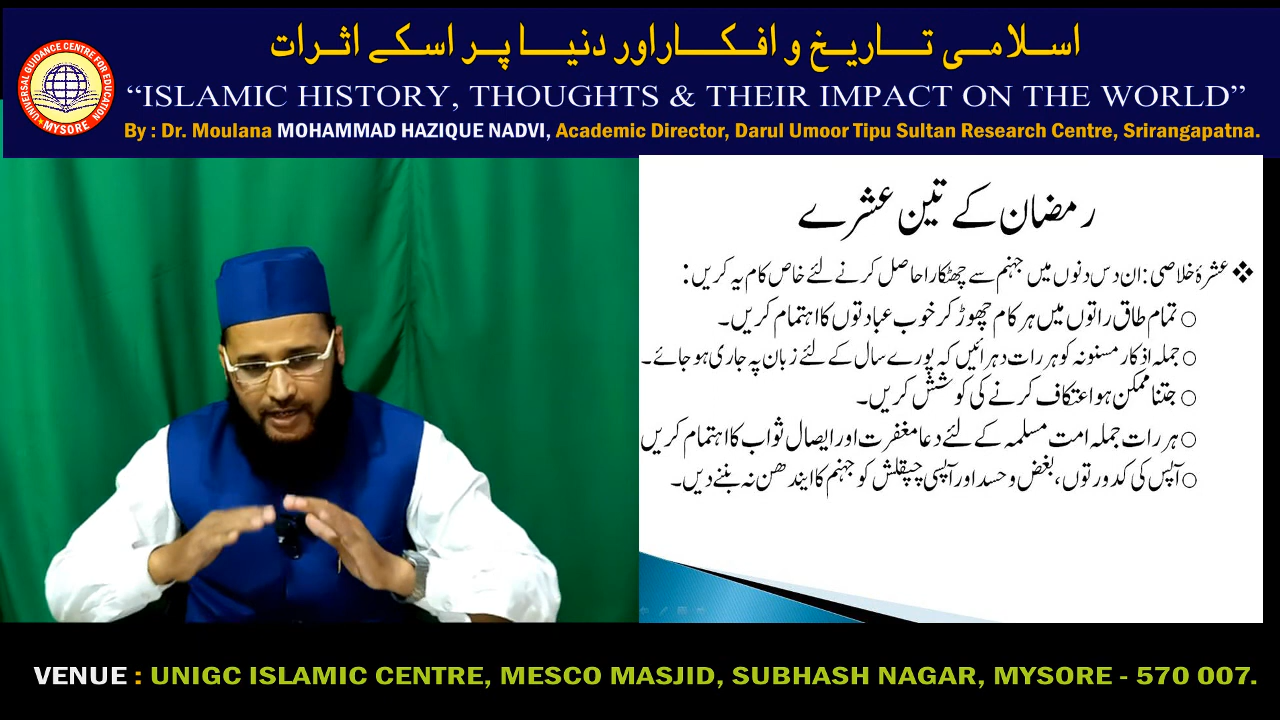 اسلامی تاریخ و افکار اور دنیا پر اسکے اثرات
“ISLAMIC HISTORY, THOUGHTS & THEIR IMPACT ON THE WORLD”
By : Dr. Moulana MOHAMMAD HAZIQUE NADVI, Academic Director, Darul Umoor Tipu Sultan Research Centre, Srirangapatna.
UNIVERSAL GUIDANCE CENTRE FOR EDUCATION
MYSORE
رمضان کے تین عشرے
❖ عشرۂ خلاصی : ان دس دنوں میں جہنم سے چھٹکارا حاصل کرنے لئے خاص کام یہ کریں :
○ تمام طاق راتوں میں ہر کام چھوڑ کر خوب عبادتوں کا اہتمام کریں۔
○ جملہ اذکار مسنونہ کو ہر رات دہرائیں کہ پورے سال کے لئے زبان پہ جاری ہو جائے۔
○ جتنا ممکن ہو اعتکاف کرنے کی کوشش کریں۔
○ ہر رات جملہ امت مسلمہ کے لئے دعا مغفرت اور ایصال ثواب کا اہتمام کریں
○ آپس کی کدورتوں، بغض و حسد اور آپسی چپقلش کو جہنم کا ایندھن نہ بننے دیں۔
VENUE : UNIGC ISLAMIC CENTRE, MESCO MASJID, SUBHASH NAGAR, MYSORE - 570 007.